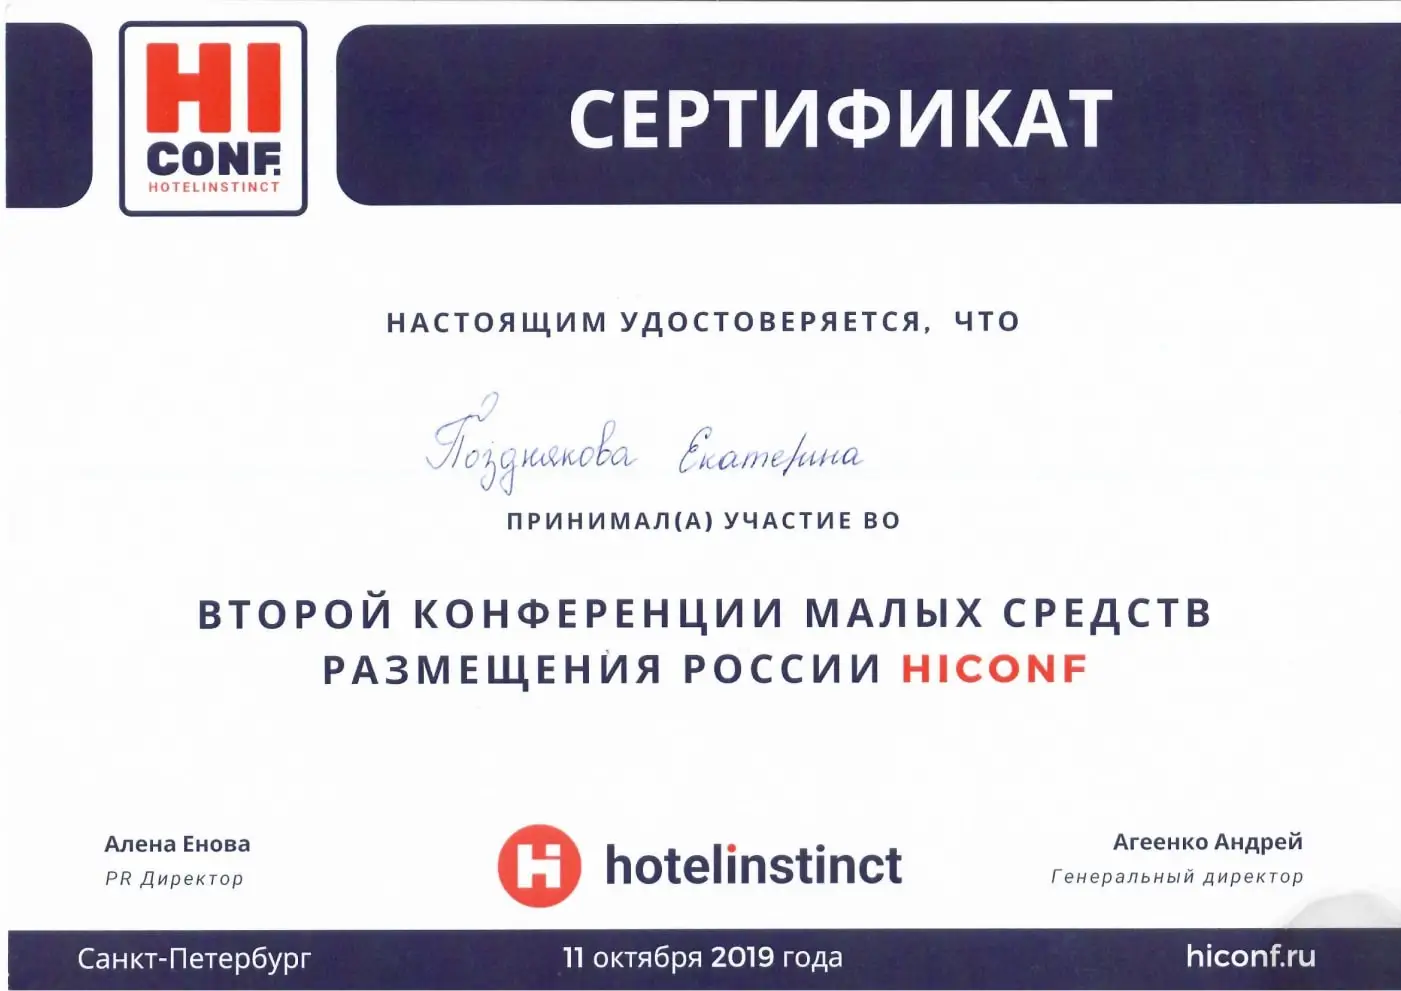 HI
CONF.
HOTELINSTINCT
СЕРТИФИКАТ
НАСТОЯЩИМ УДОСТОВЕРЯЕТСЯ, ЧТО
Позднякова Екатерина
ПРИНИМАЛ(А) УЧАСТИЕ ВО
ВТОРОЙ КОНФЕРЕНЦИИ МАЛЫХ СРЕДСТВ
РАЗМЕЩЕНИЯ РОССИИ HICONF
Алена Енова
PR Директор
Hi hotelinstinct
Агеенко Андрей
Генеральный директор
Санкт-Петербург
11 октября 2019 года
hiconf.ru